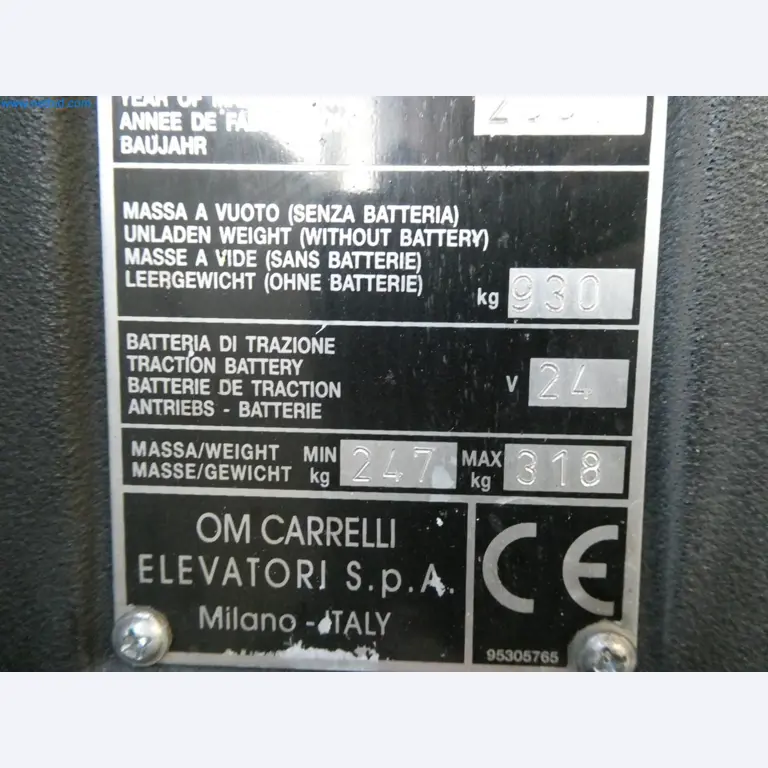 YEAR OF
ANNEE DE
BAUJAHR
MASSA A VUOTO (SENZA BATTERIA)
UNLADEN WEIGHT (WITHOUT BATTERY)
MASSE A VIDE (SANS BATTERIE)
LEERGEWICHT (OHNE BATTERIE)
kg 930
BATTERIA DI TRAZIONE
TRACTION BATTERY
BATTERIE DE TRACTION
ANTRIEBS - BATTERIE
V 24
MASSA/WEIGHT MIN 247 MAX 318
MASSE/GEWICHT kg kg
OM CARRELLI
ELEVATORI S.p.A.
Milano - ITALY
CE
95305765